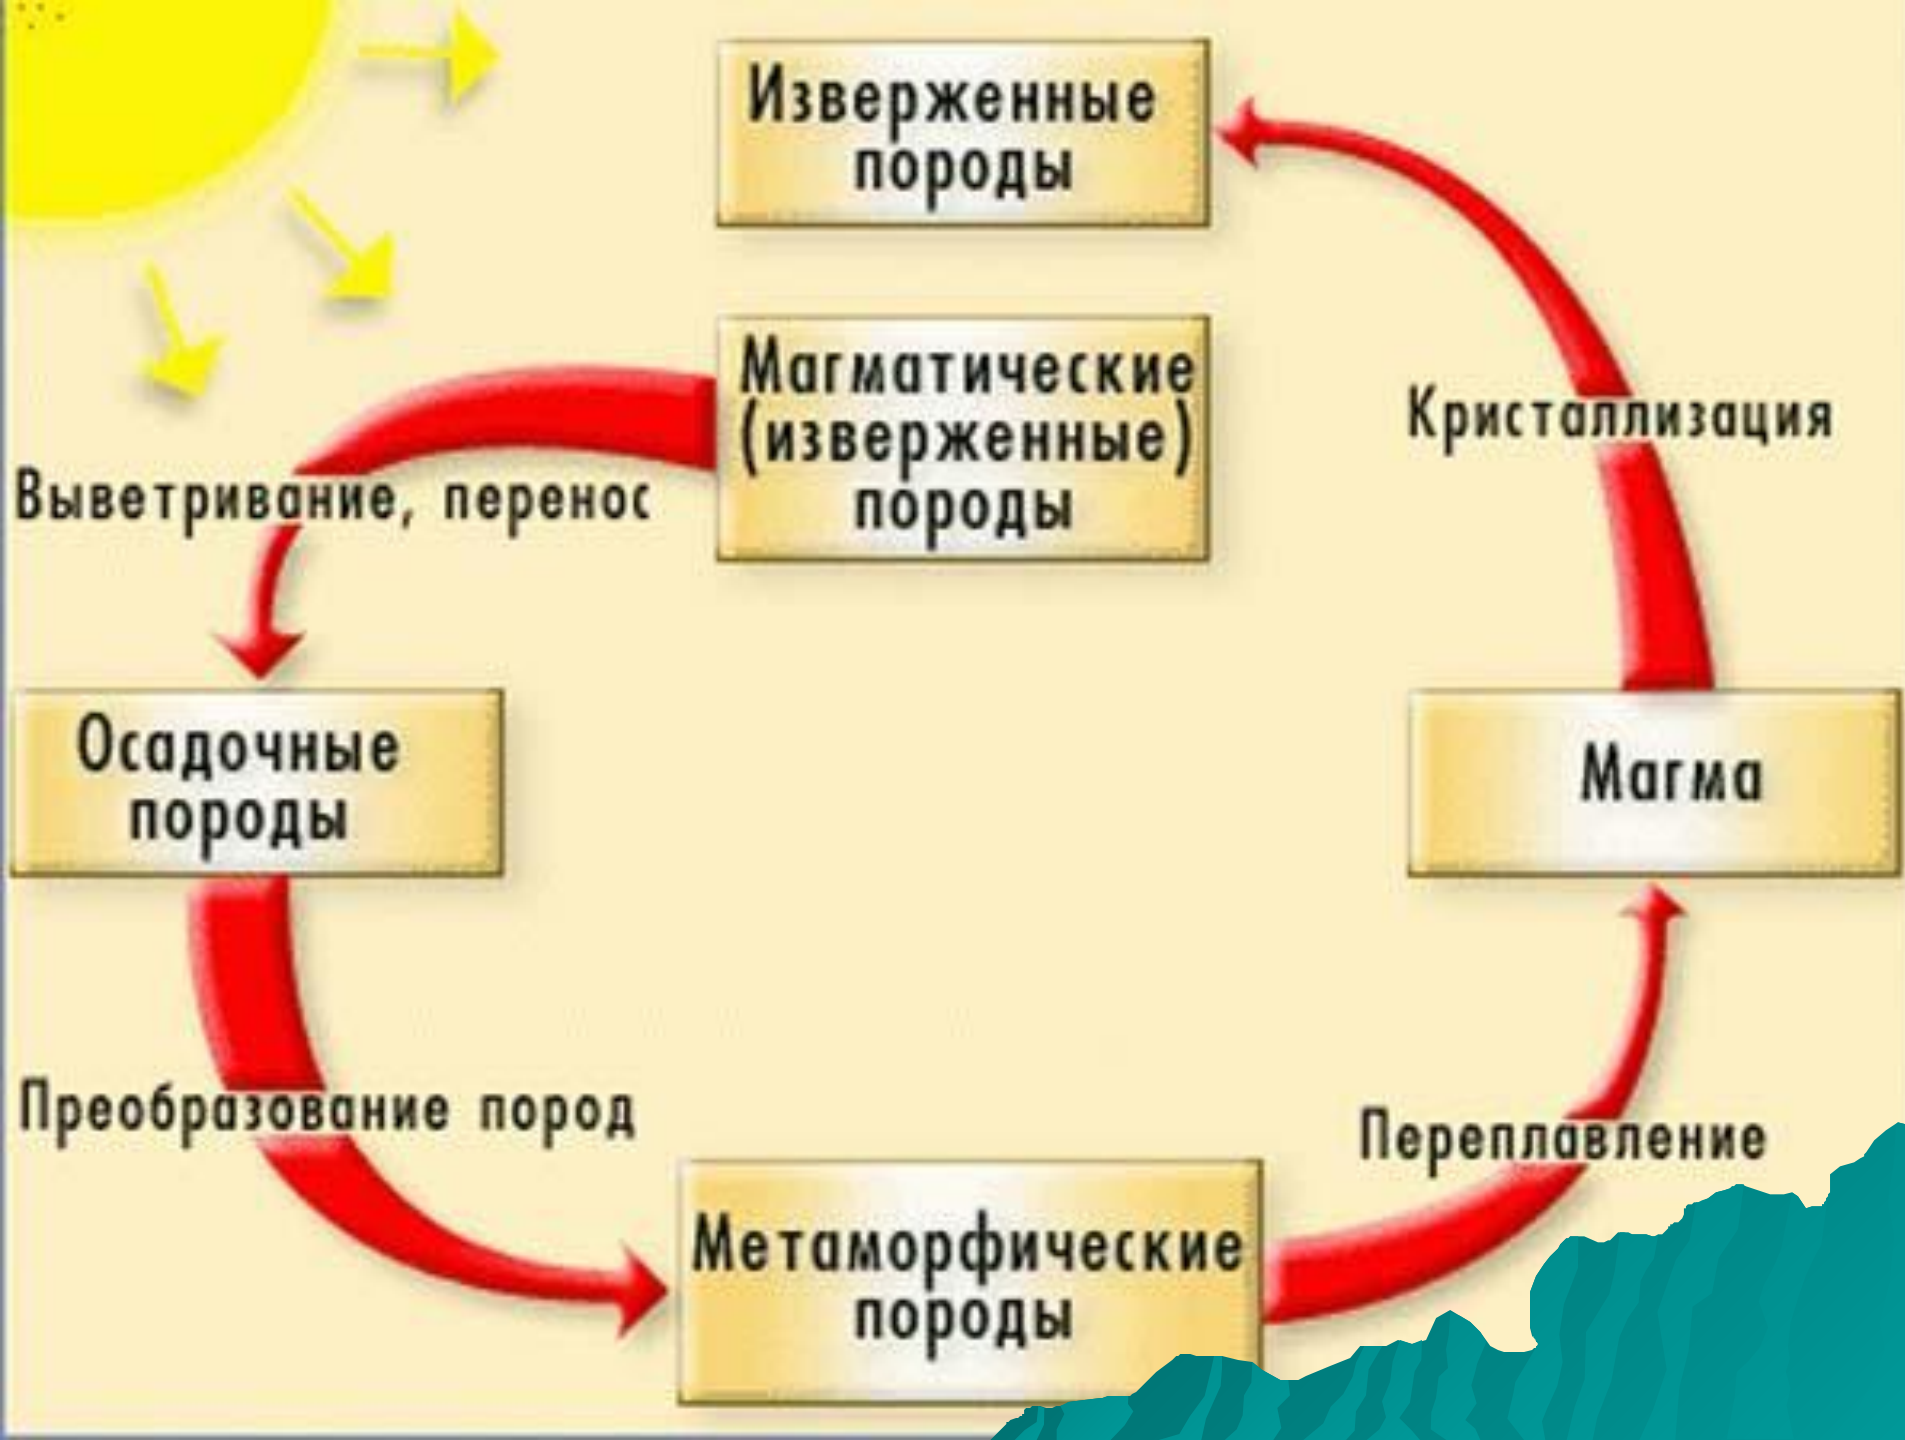 Изверженные
породы
Магматические
(изверженные)
породы
Кристаллизация
Выветривание, перенос
Осадочные
породы
Магма
Преобразование пород
Переплавление
Метаморфические
породы